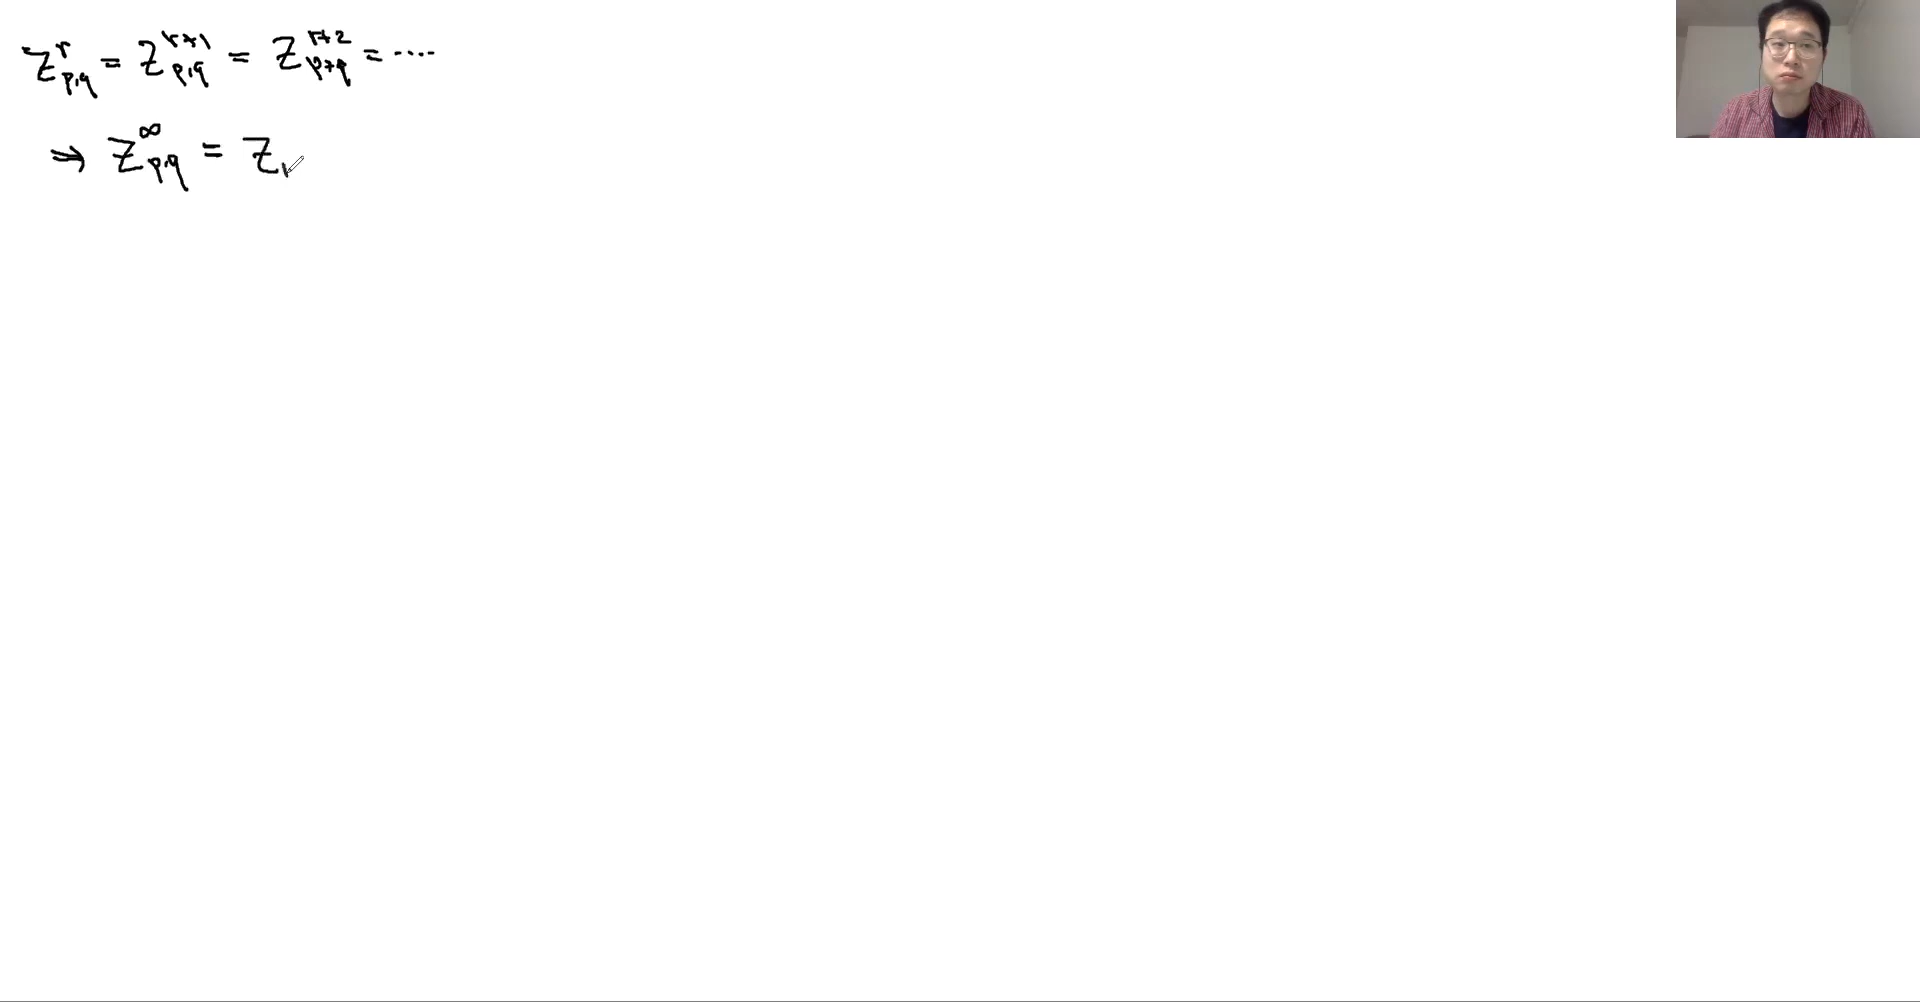 Z^r_{p,q} = Z^{r+1}_{p,q} = Z^{r+2}_{p+q} = ....
⇒ Z^∞_{p,q} = Z